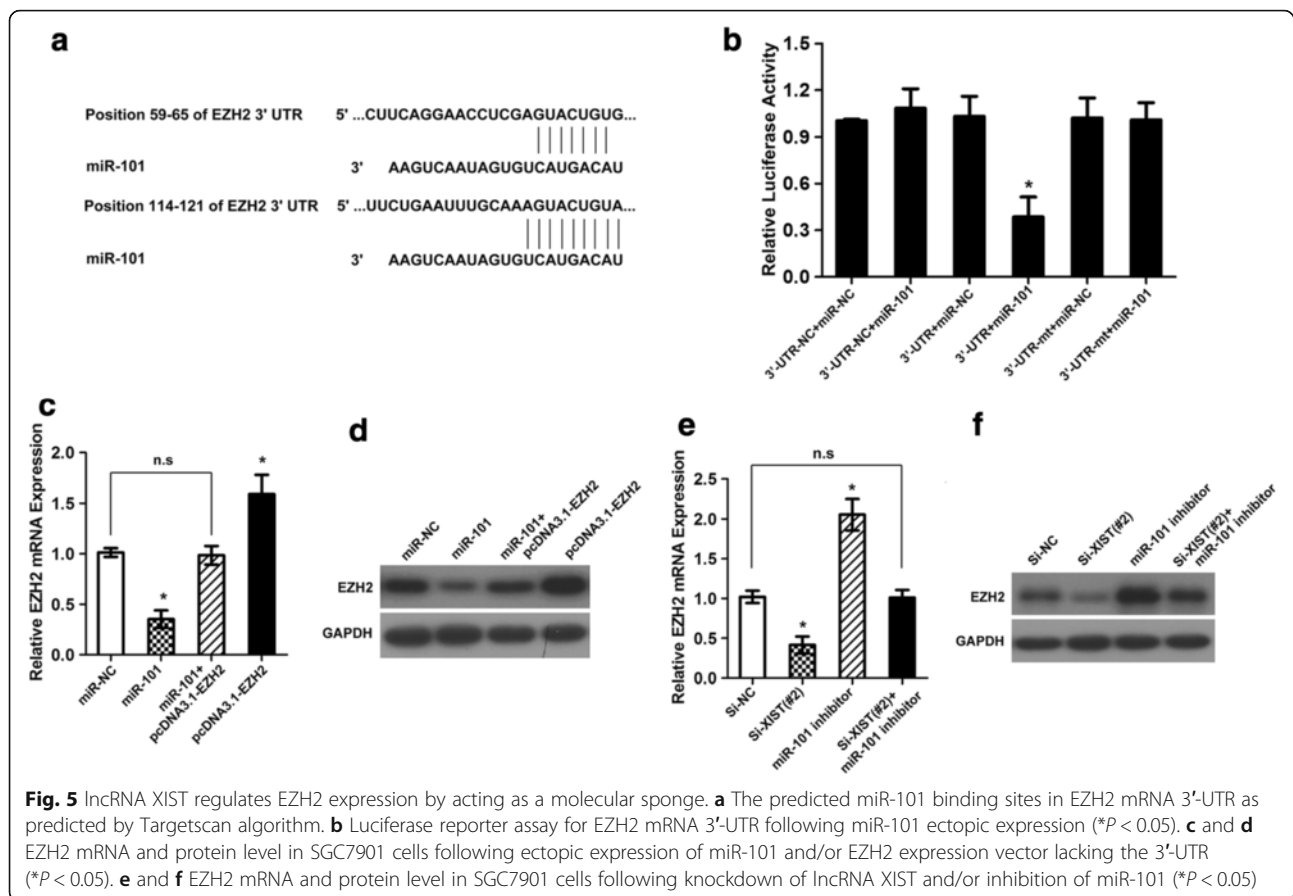 a
Position 59-65 of EZH2 3' UTR 5' ...CUUCAGGAACCUCGAGUACUGUG...
miR-101 3' AAGUCAAUAGUGUCAUGACAU
Position 114-121 of EZH2 3' UTR 5' ...UUCUGAAUUUGCAAAGUACUGUA...
miR-101 3' AAGUCAAUAGUGUCAUGACAU
b
Relative Luciferase Activity
1.5
1.2
0.9
0.6
0.3
0.0
*
3'-UTR-NC+miR-NC
3'-UTR-NC+miR-101
3'-UTR+miR-NC
3'-UTR+miR-101
3'-UTR-mt+miR-NC
3'-UTR-mt+miR-101
c
Relative EZH2 mRNA Expression
2.0
1.5
1.0
0.5
0.0
n.s
*
*
miR-NC
miR-101
miR-101+
pcDNA3.1-EZH2
pcDNA3.1-EZH2
d
miR-NC
miR-101
miR-101+
pcDNA3.1-EZH2
pcDNA3.1-EZH2
EZH2
GAPDH
e
Relative EZH2 mRNA Expression
2.5
2.0
1.5
1.0
0.5
0.0
n.s
*
*
Si-NC
Si-XIST(#2)
miR-101 inhibitor
Si-XIST(#2)+
miR-101 inhibitor
f
Si-NC
Si-XIST(#2)
miR-101 inhibitor
Si-XIST(#2)+
miR-101 inhibitor
EZH2
GAPDH
Fig. 5 lncRNA XIST regulates EZH2 expression by acting as a molecular sponge. a The predicted miR-101 binding sites in EZH2 mRNA 3′-UTR as
predicted by Targetscan algorithm. b Luciferase reporter assay for EZH2 mRNA 3′-UTR following miR-101 ectopic expression (*P < 0.05). c and d
EZH2 mRNA and protein level in SGC7901 cells following ectopic expression of miR-101 and/or EZH2 expression vector lacking the 3′-UTR
(*P < 0.05). e and f EZH2 mRNA and protein level in SGC7901 cells following knockdown of lncRNA XIST and/or inhibition of miR-101 (*P < 0.05)